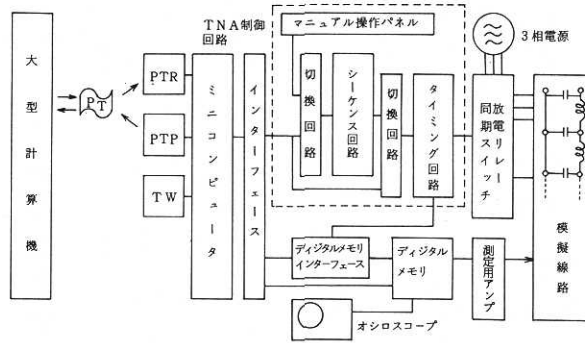 TNA制御
回路
マニュアル操作パネル
3相電源
大型計算機
PT
PTR
PTP
TW
ミニコンピュータ
インターフェース
切換回路
シーケンス回路
切換回路
タイミング回路
放電リレー
同期スイッチ
模擬線路
ディジタルメモリ
インターフェース
ディジタル
メモリ
測定用アンプ
オシロスコープ